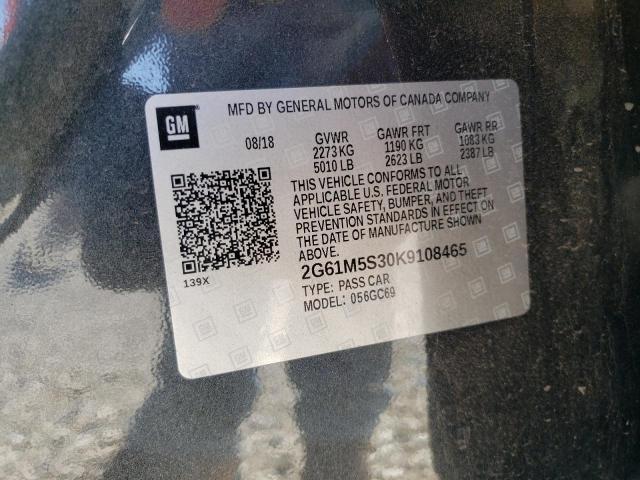 GM
MFD BY GENERAL MOTORS OF CANADA COMPANY
08/18 GVWR GAWR FRT GAWR RR
2273 KG 1190 KG 1083 KG
5010 LB 2623 LB 2387 LB
THIS VEHICLE CONFORMS TO ALL
APPLICABLE U.S. FEDERAL MOTOR
VEHICLE SAFETY, BUMPER, AND THEFT
PREVENTION STANDARDS IN EFFECT ON
THE DATE OF MANUFACTURE SHOWN
ABOVE.
139X
2G61M5S30K9108465
TYPE: PASS CAR
MODEL: 056GC69